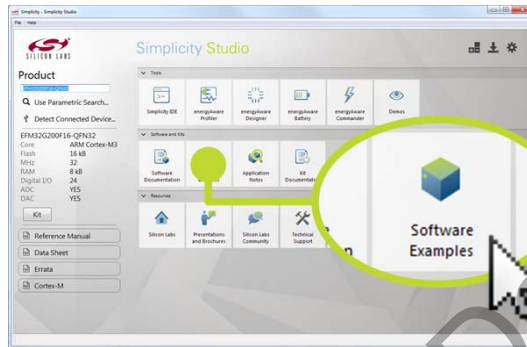 Simplicity - Simplicity Studio
File Help
SILICON LABS
Simplicity Studio
Product
EFM32G200F16-QFN32
Use Parametric Search...
Detect Connected Device...
EFM32G200F16-QFN32
Core ARM Cortex-M3
Flash 16 kB
MHz 32
RAM 8 kB
Digital I/O 24
ADC YES
DAC YES
Kit
Reference Manual
Data Sheet
Errata
Cortex-M
Tools
Simplicity IDE
energyAware Profiler
energyAware Designer
energyAware Battery
energyAware Commander
Demos
Software and Kits
Software Documentation
Application Notes
Kit Documentation
Resources
Silicon Labs
Presentations and Brochures
Silicon Labs Community
Technical Support
Software
Examples